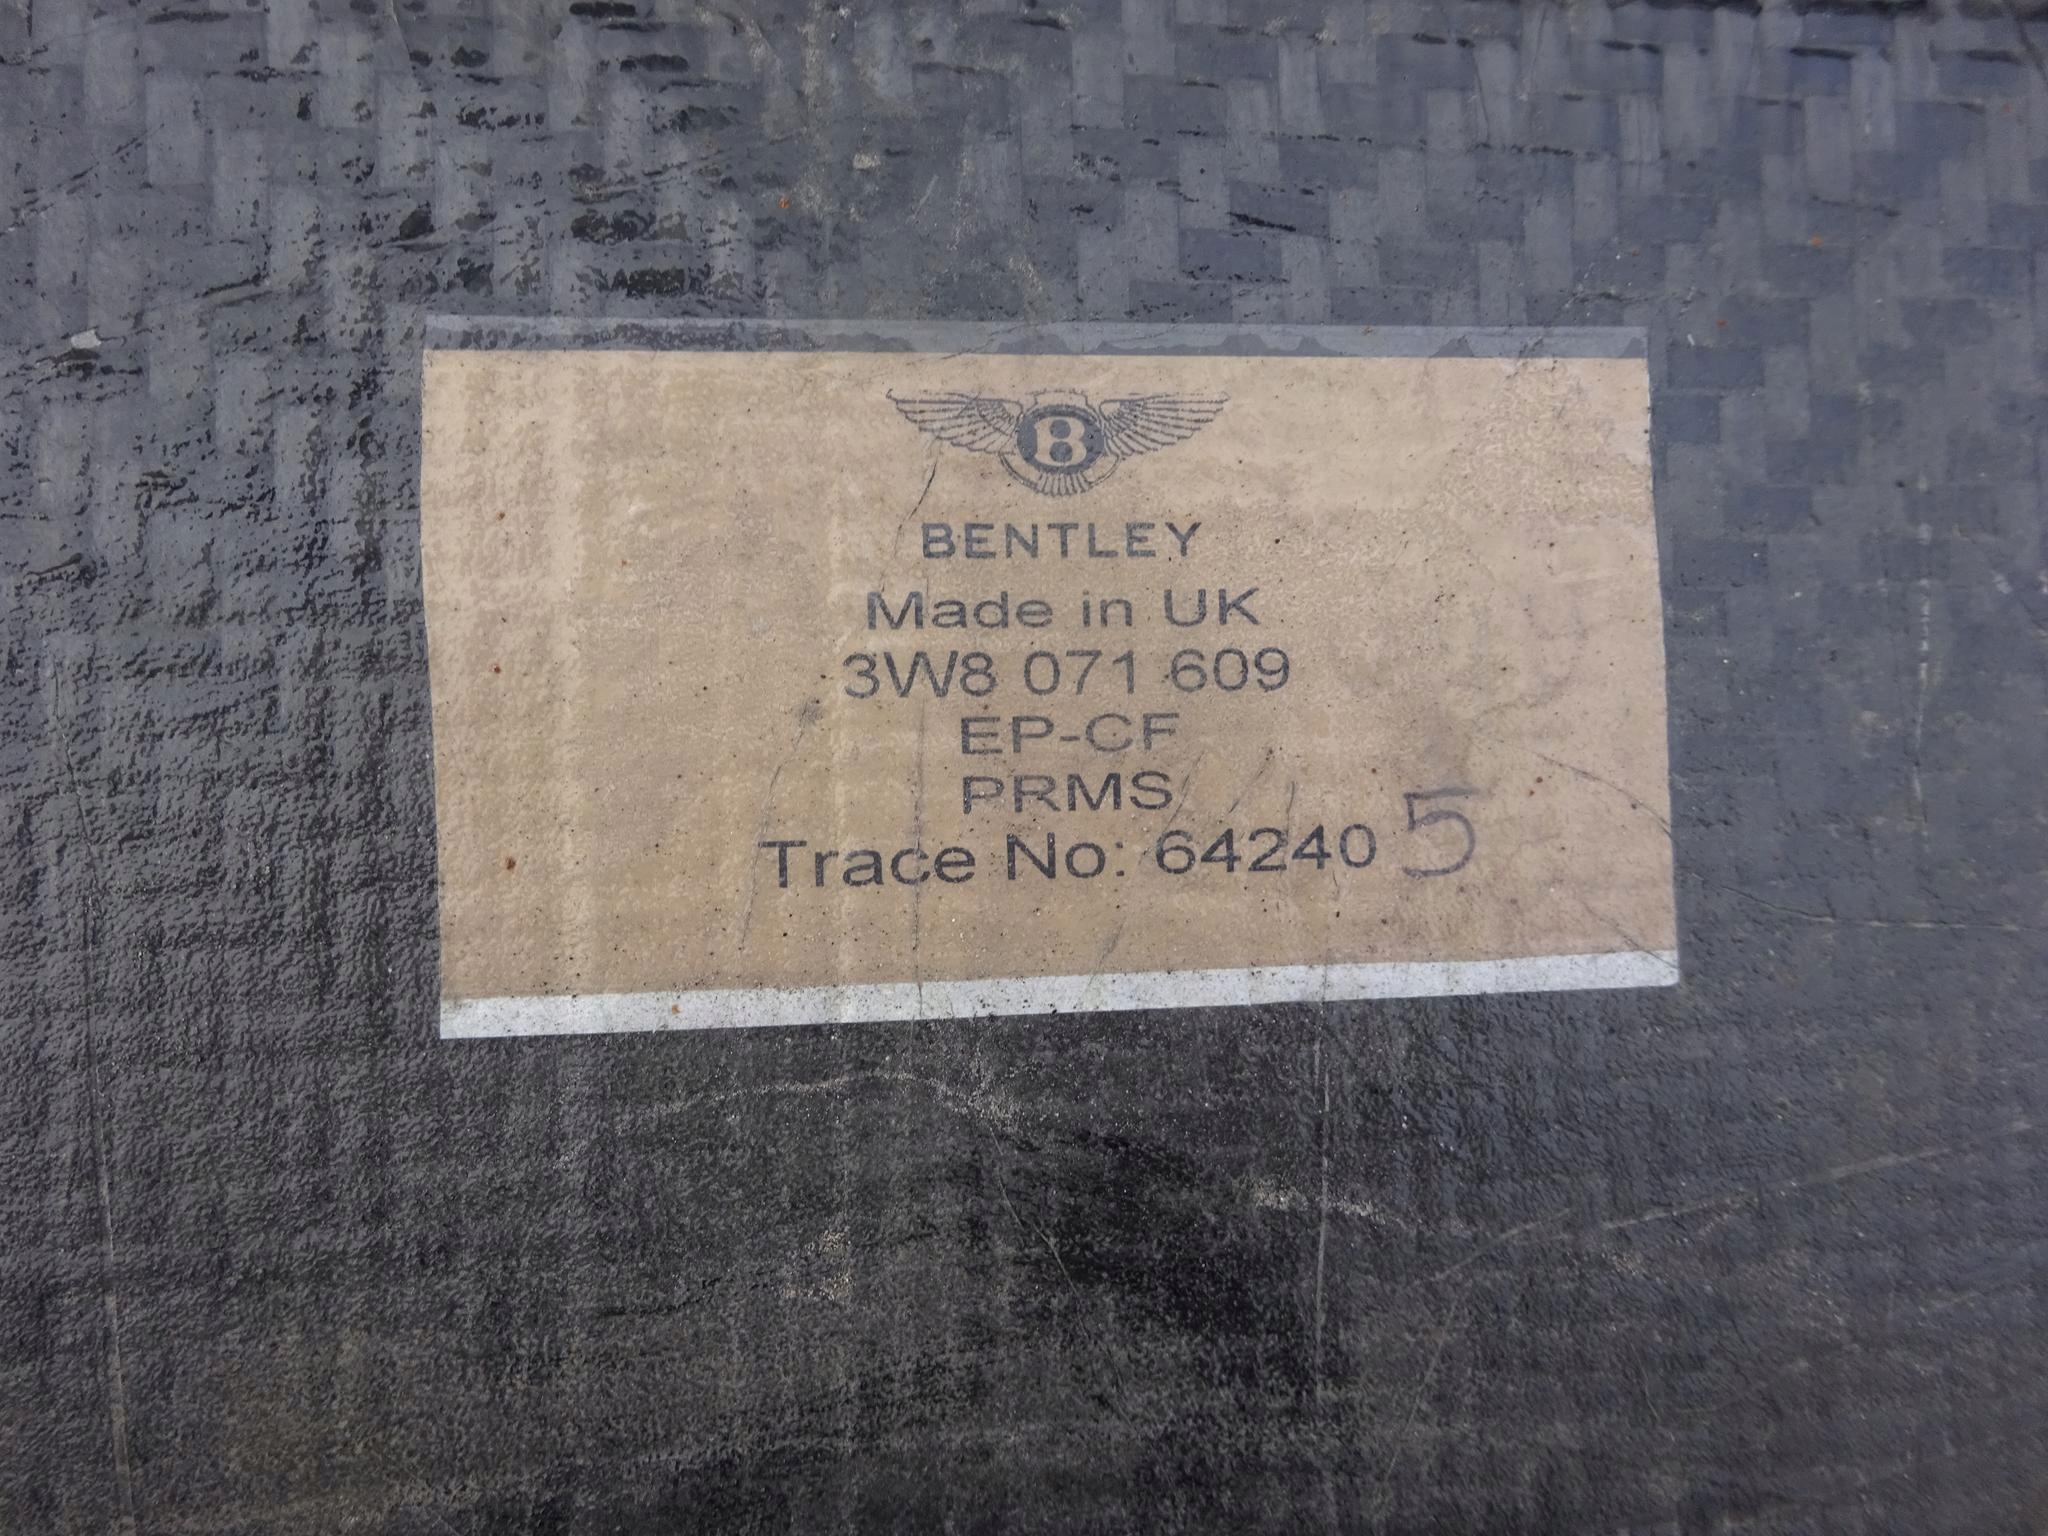 B
BENTLEY
Made in UK
3W8 071 609
EP-CF
PRMS
Trace No: 64240 5